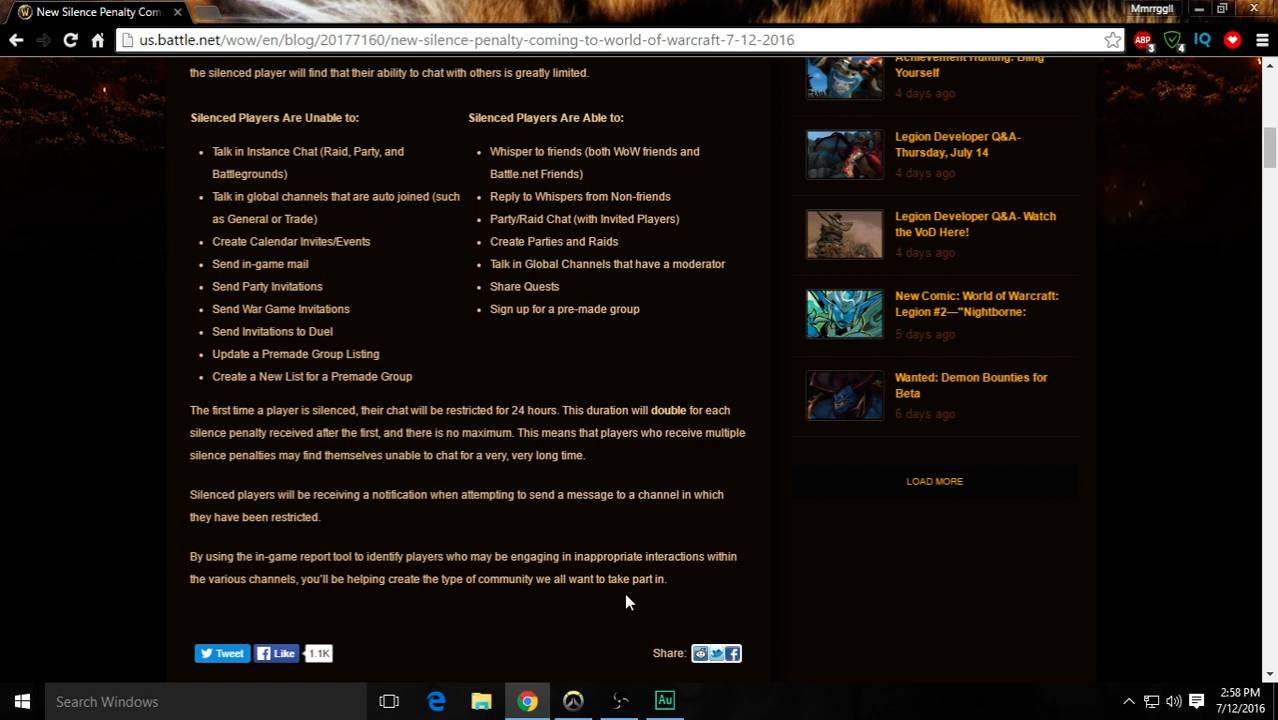 New Silence Penalty Com
Mmrrggll
us.battle.net/wow/en/blog/20177160/new-silence-penalty-coming-to-world-of-warcraft-7-12-2016
ABP
3
4
IQ
the silenced player will find that their ability to chat with others is greatly limited.
Silenced Players Are Unable to:
Talk in Instance Chat (Raid, Party, and
Battlegrounds)
Talk in global channels that are auto joined (such
as General or Trade)
Create Calendar Invites/Events
Send in-game mail
Send Party Invitations
Send War Game Invitations
Send Invitations to Duel
Update a Premade Group Listing
Create a New List for a Premade Group
Silenced Players Are Able to:
Whisper to friends (both WoW friends and
Battle.net Friends)
Reply to Whispers from Non-friends
Party/Raid Chat (with Invited Players)
Create Parties and Raids
Talk in Global Channels that have a moderator
Share Quests
Sign up for a pre-made group
The first time a player is silenced, their chat will be restricted for 24 hours. This duration will double for each
silence penalty received after the first, and there is no maximum. This means that players who receive multiple
silence penalties may find themselves unable to chat for a very, very long time.
Silenced players will be receiving a notification when attempting to send a message to a channel in which
they have been restricted.
By using the in-game report tool to identify players who may be engaging in inappropriate interactions within
the various channels, you'll be helping create the type of community we all want to take part in.
Tweet
Like
1.1K
Share:
Achievement Hunting: Bling
Yourself
4 days ago
Legion Developer Q&A-
Thursday, July 14
4 days ago
Legion Developer Q&A- Watch
the VoD Here!
4 days ago
New Comic: World of Warcraft:
Legion #2—"Nightborne:
5 days ago
Wanted: Demon Bounties for
Beta
6 days ago
LOAD MORE
Search Windows
Au
2:58 PM
7/12/2016